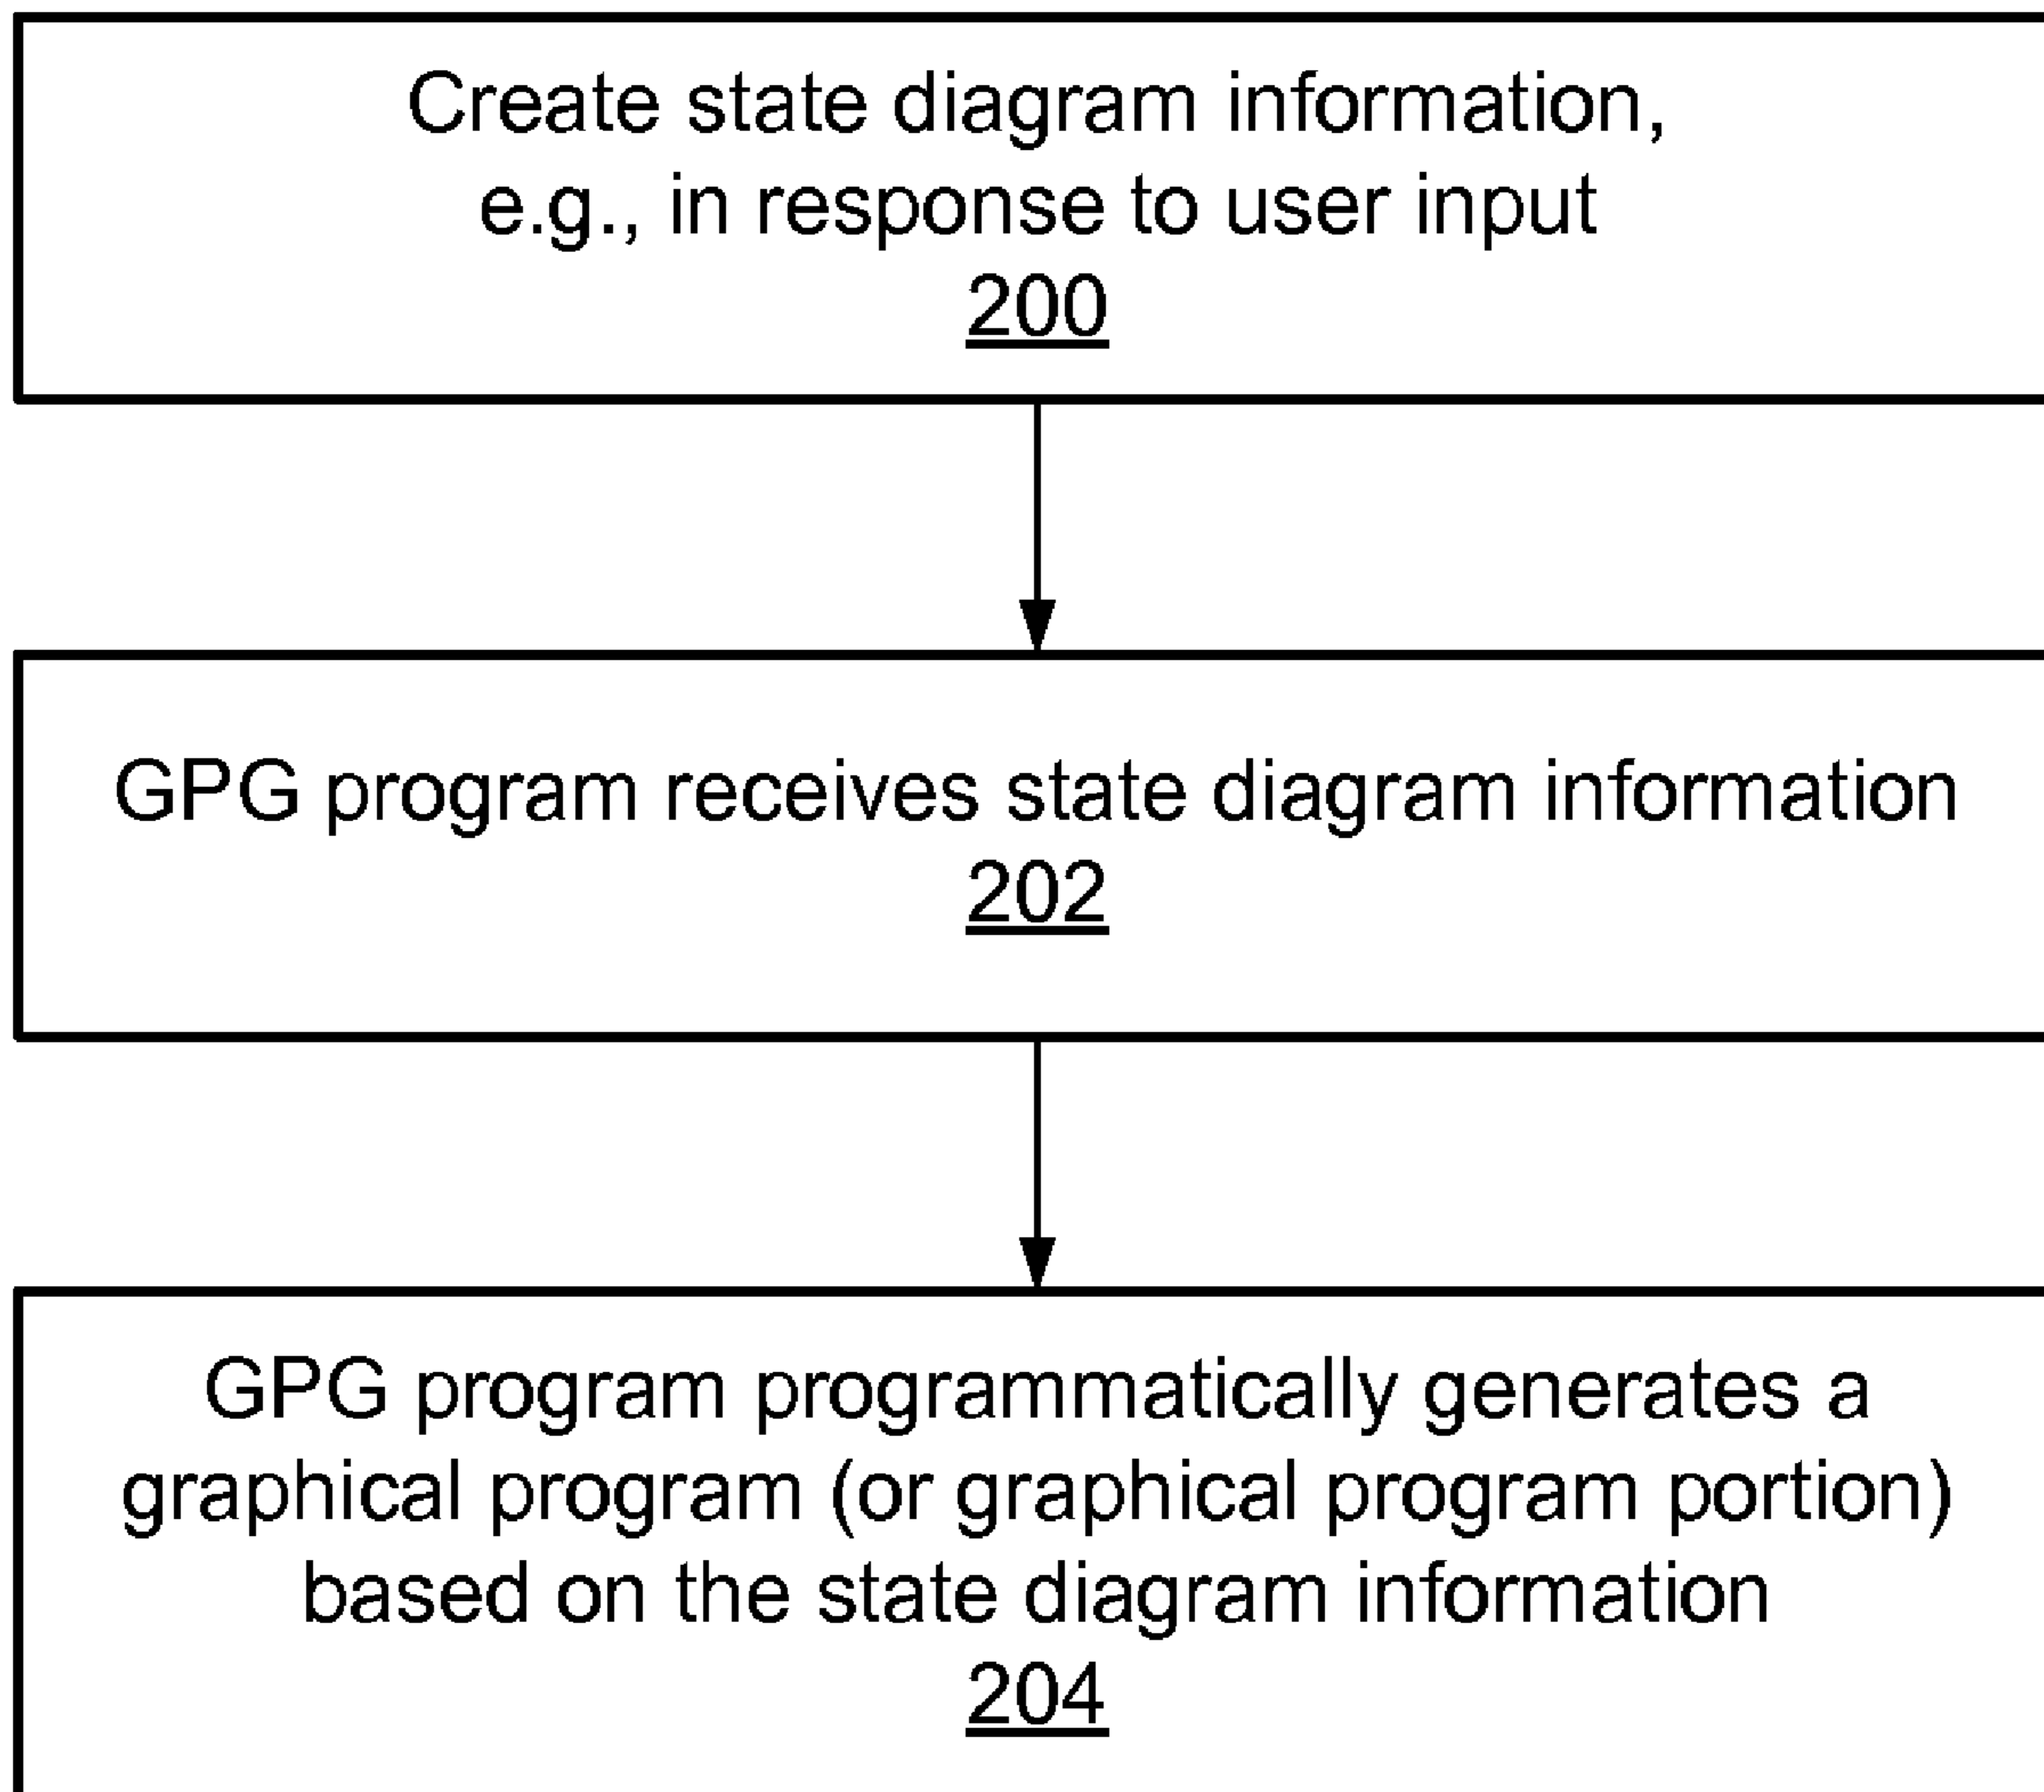 Create state diagram information,
e.g., in response to user input
200
GPG program receives state diagram information
202
GPG program programmatically generates a
graphical program (or graphical program portion)
based on the state diagram information
204